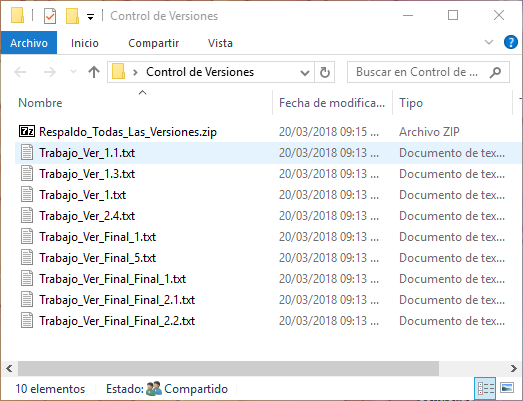 Control de Versiones
Archivo Inicio Compartir Vista
Control de Versiones Buscar en Control de ...
Nombre Fecha de modifica... Tipo
Respaldo_Todas_Las_Versiones.zip 20/03/2018 09:15 ... Archivo ZIP
Trabajo_Ver_1.1.txt 20/03/2018 09:13 ... Documento de tex...
Trabajo_Ver_1.3.txt 20/03/2018 09:13 ... Documento de tex...
Trabajo_Ver_1.txt 20/03/2018 09:13 ... Documento de tex...
Trabajo_Ver_2.4.txt 20/03/2018 09:13 ... Documento de tex...
Trabajo_Ver_Final_1.txt 20/03/2018 09:13 ... Documento de tex...
Trabajo_Ver_Final_5.txt 20/03/2018 09:13 ... Documento de tex...
Trabajo_Ver_Final_Final_1.txt 20/03/2018 09:13 ... Documento de tex...
Trabajo_Ver_Final_Final_2.1.txt 20/03/2018 09:13 ... Documento de tex...
Trabajo_Ver_Final_Final_2.2.txt 20/03/2018 09:13 ... Documento de tex...
10 elementos Estado: Compartido